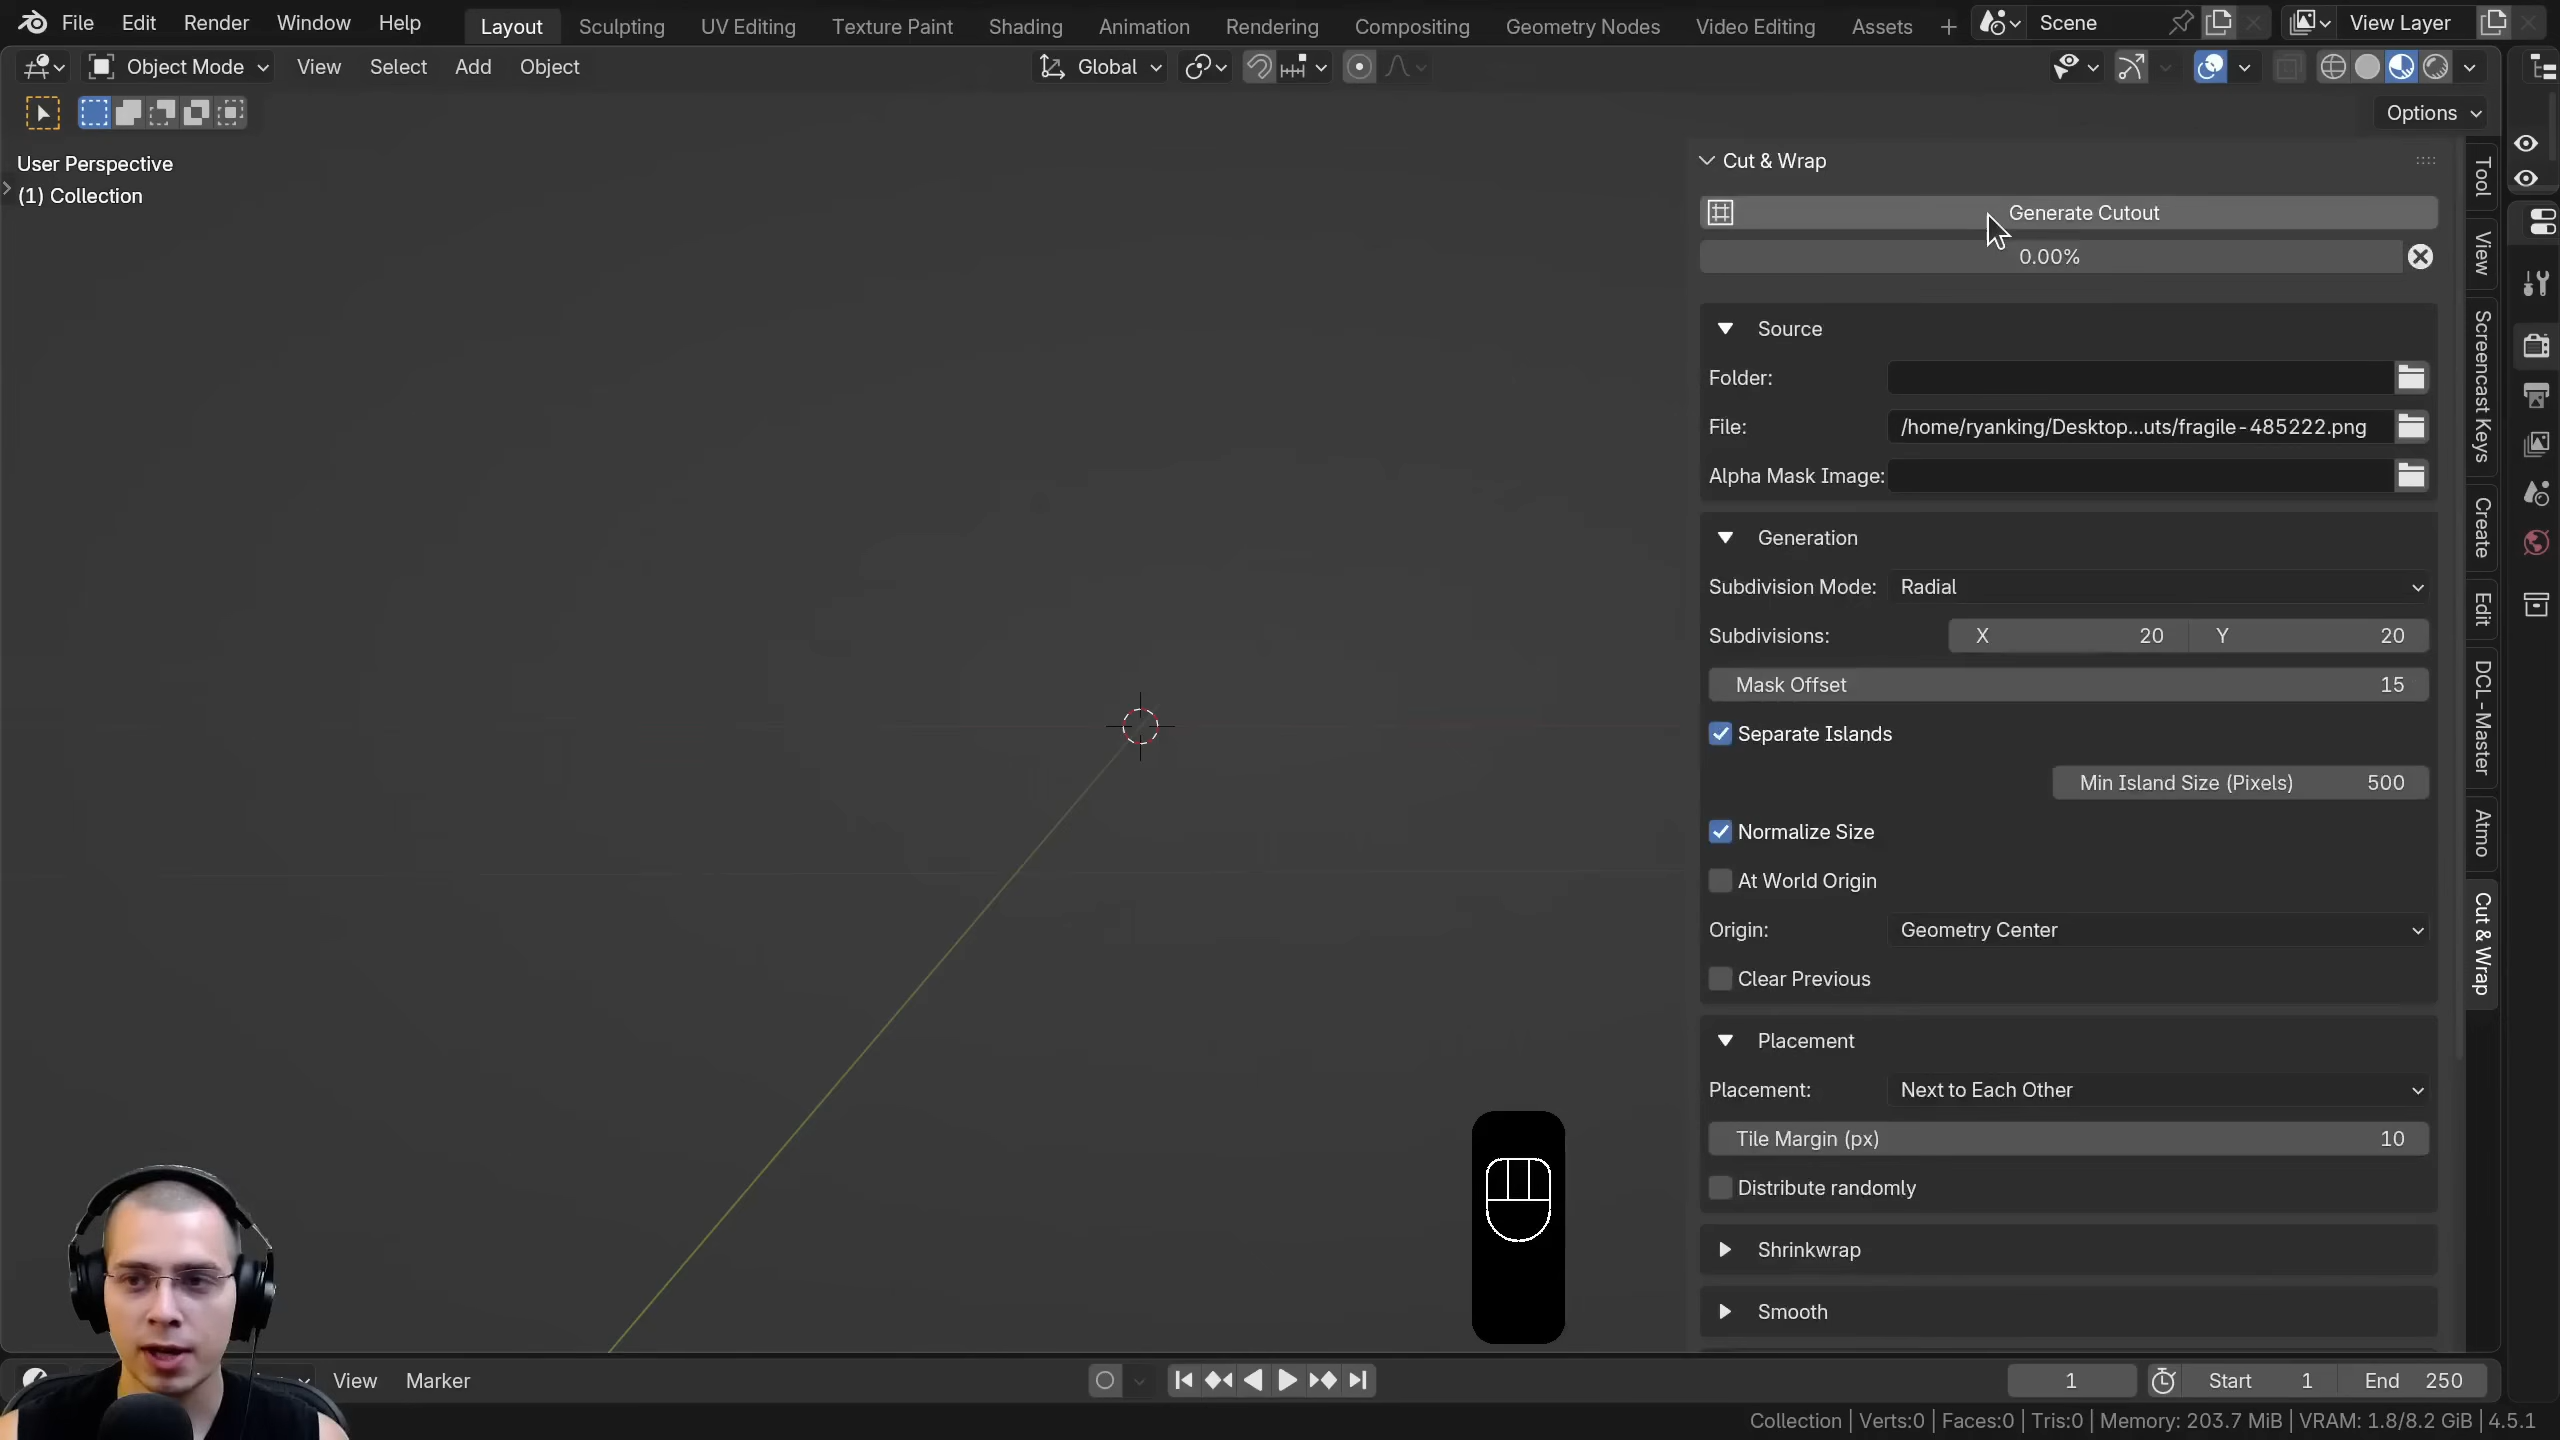 File Edit Render Window Help Layout Sculpting UV Editing Texture Paint Shading Animation Rendering Compositing Geometry Nodes Video Editing Assets + Scene View Layer
Object Mode View Select Add Object Global
Options
User Perspective
(1) Collection
Cut & Wrap
Generate Cutout
0.00%
Source
Folder:
File: /home/ryanking/Desktop...uts/fragile-485222.png
Alpha Mask Image:
Generation
Subdivision Mode: Radial
Subdivisions: X 20 Y 20
Mask Offset 15
Separate Islands
Min Island Size (Pixels) 500
Normalize Size
At World Origin
Origin: Geometry Center
Clear Previous
Placement
Placement: Next to Each Other
Tile Margin (px) 10
Distribute randomly
Shrinkwrap
Smooth
Tool
View
Screencast Keys
Create
Edit
DCL-Master
Atmo
Cut & Wrap
View Marker 1 Start 1 End 250
Collection | Verts:0 | Faces:0 | Tris:0 | Memory: 203.7 MiB | VRAM: 1.8/8.2 GiB | 4.5.1